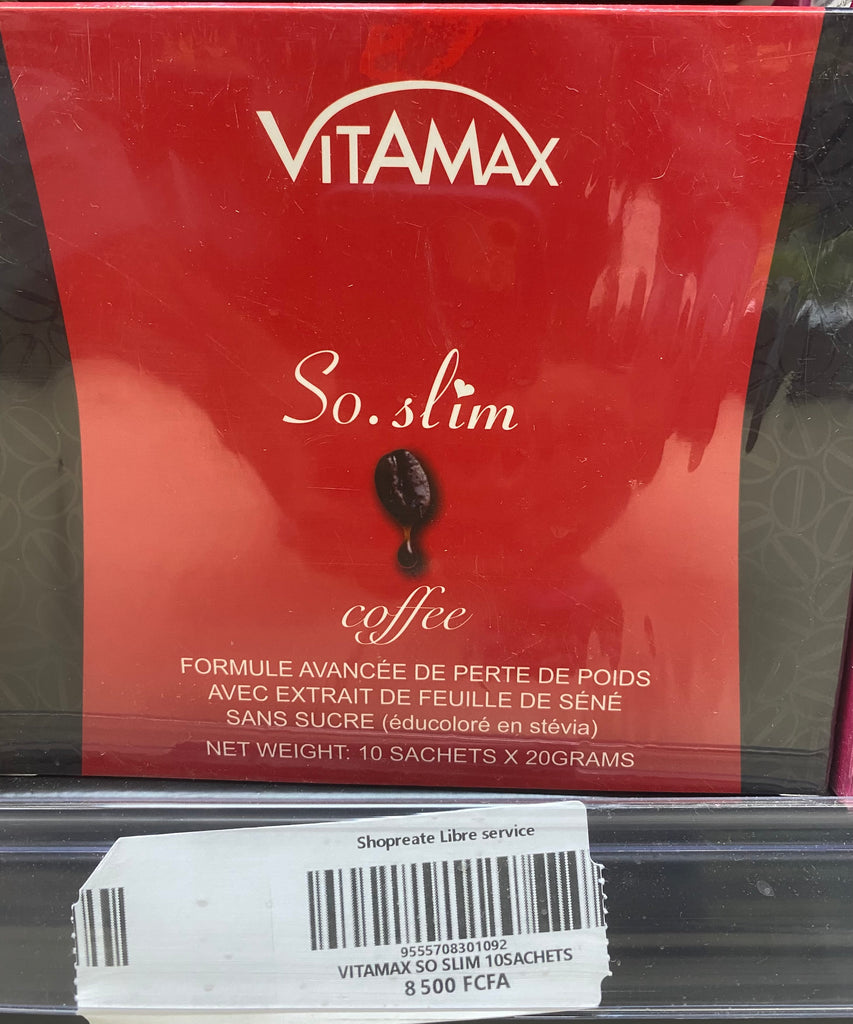 VITAMAX
So.slim
coffee
FORMULE AVANCÉE DE PERTE DE POIDS
AVEC EXTRAIT DE FEUILLE DE SÉNÉ
SANS SUCRE (éducoloré en stévia)
NET WEIGHT: 10 SACHETS X 20GRAMS
Shopreate Libre service
9555708301092
VITAMAX SO SLIM 10SACHETS
8 500 FCFA